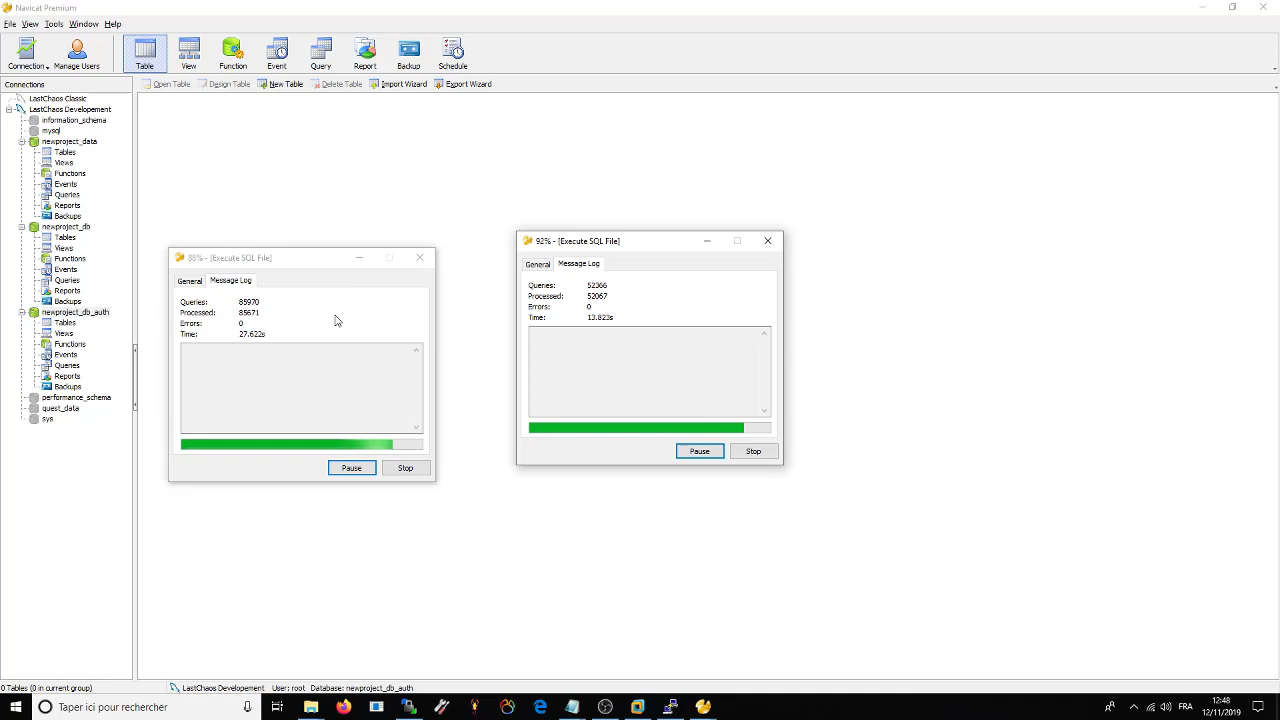 Navicat Premium
File View Tools Window Help
Connection Manage Users Table View Function Event Query Report Backup Schedule
Connections
Open Table Design Table New Table Delete Table Import Wizard Export Wizard
LastChaos Classic
LastChaos Developement
information_schema
mysql
newproject_data
Tables
Views
Functions
Events
Queries
Reports
Backups
newproject_db
Tables
Views
Functions
Events
Queries
Reports
Backups
newproject_db_auth
Tables
Views
Functions
Events
Queries
Reports
Backups
performance_schema
quest_data
sys
88% - [Execute SQL File]
General Message Log
Queries: 85970
Processed: 85671
Errors: 0
Time: 27.622s
Pause Stop
92% - [Execute SQL File]
General Message Log
Queries: 52366
Processed: 52067
Errors: 0
Time: 13.823s
Pause Stop
0 Tables (0 in current group) LastChaos Developement User: root Database: newproject_db_auth
Taper ici pour rechercher
FRA
12:48
12/11/2019